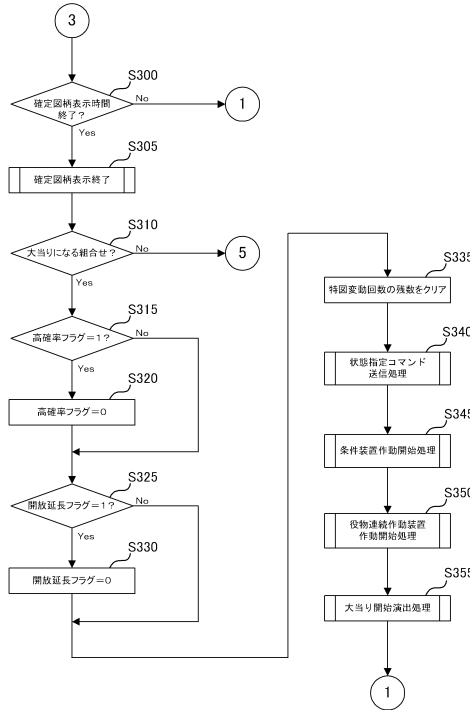 3
S300
確定図柄表示時間
終了？
No
1
Yes
S305
確定図柄表示終了
S310
大当りになる組合せ？
No
5
Yes
S315
高確率フラグ＝1？
No
Yes
S320
高確率フラグ＝0
S325
開放延長フラグ＝1？
No
Yes
S330
開放延長フラグ＝0
S335
特図変動回数の残数をクリア
S340
状態指定コマンド
送信処理
S345
条件装置作動開始処理
S350
役物連続作動装置
作動開始処理
S355
大当り開始演出処理
1